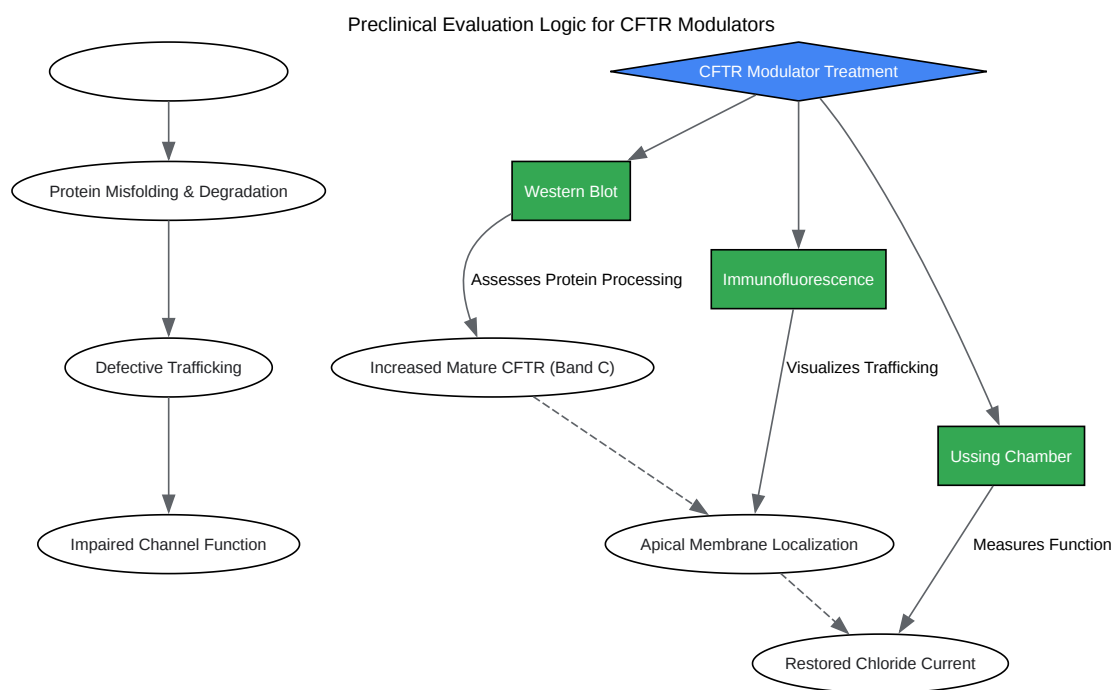 Preclinical Evaluation Logic for CFTR Modulators
CFTR Modulator Treatment
Protein Misfolding & Degradation
Western Blot
Assesses Protein Processing
Immunofluorescence
Defective Trafficking
Increased Mature CFTR (Band C)
Visualizes Trafficking
Ussing Chamber
Impaired Channel Function
Apical Membrane Localization
Measures Function
Restored Chloride Current